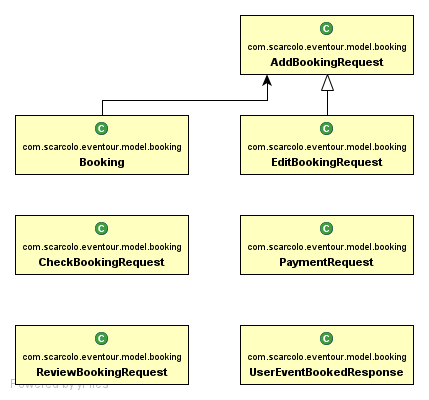 C
com.scarcolo.eventour.model.booking
AddBookingRequest
C
com.scarcolo.eventour.model.booking
Booking
C
com.scarcolo.eventour.model.booking
EditBookingRequest
C
com.scarcolo.eventour.model.booking
CheckBookingRequest
C
com.scarcolo.eventour.model.booking
PaymentRequest
C
com.scarcolo.eventour.model.booking
ReviewBookingRequest
C
com.scarcolo.eventour.model.booking
UserEventBookedResponse
Powered by yFiles